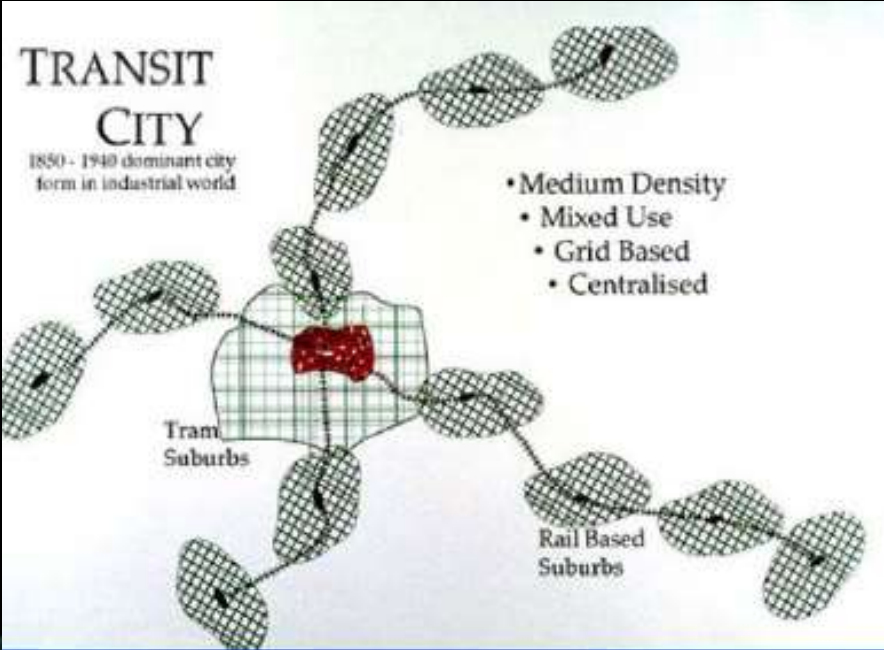 TRANSIT
CITY
1850 - 1940 dominant city
form in industrial world
•Medium Density
• Mixed Use
• Grid Based
• Centralised
Tram
Suburbs
Rail Based
Suburbs